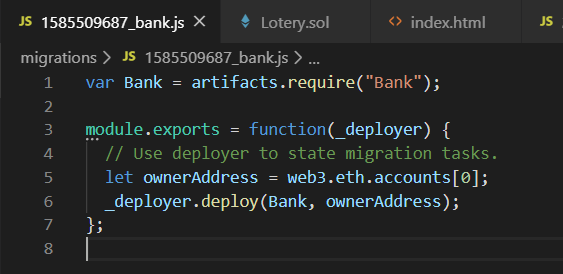 JS 1585509687_Bank.js × Lotery.sol <> index.html JS
migrations > JS 1585509687_bank.js > ...
1 var Bank = artifacts.require("Bank");
2
3 module.exports = function(_deployer) {
4 // Use deployer to state migration tasks.
5 let ownerAddress = web3.eth.accounts[0];
6 _deployer.deploy(Bank, ownerAddress);
7 };
8